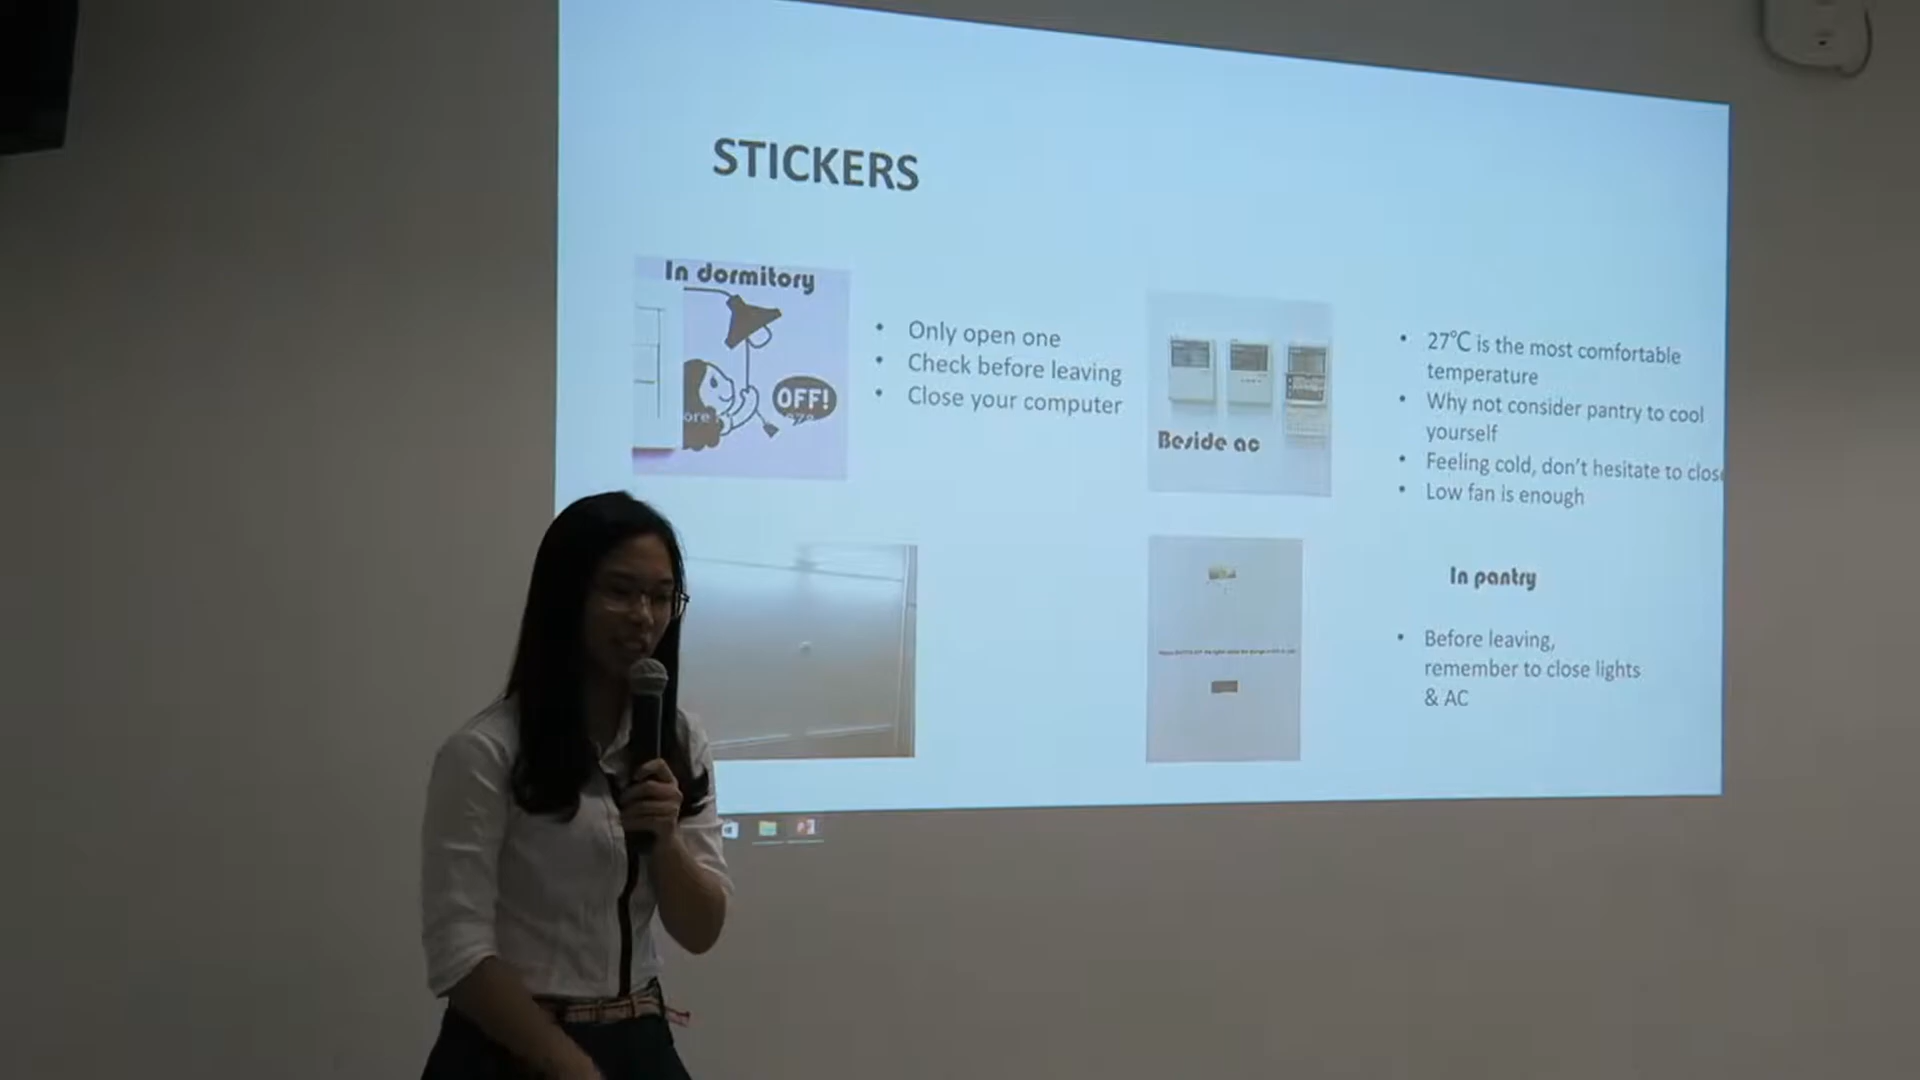 STICKERS
In dormitory
OFF!
• Only open one
• Check before leaving
• Close your computer
Beside ac
• 27℃ is the most comfortable
temperature
• Why not consider pantry to cool
yourself
• Feeling cold, don't hesitate to close
• Low fan is enough
In pantry
• Before leaving,
remember to close lights
& AC